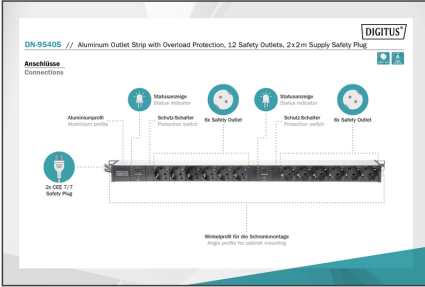 DIGITUS®
DN-95405 // Aluminum Outlet Strip with Overload Protection, 12 Safety Outlets, 2x2m Supply Safety Plug
Anschlüsse
Connections
Statusanzeige
Status indicator
Statusanzeige
Status indicator
Aluminiumprofil
Aluminium profile
Schutz-Schalter
Protection switch
8x Safety Outlet
Schutz-Schalter
Protection switch
8x Safety Outlet
2x CEE 7/7
Safety Plug
Winkelprofil für die Schrankmontage
Angle profile for cabinet mounting